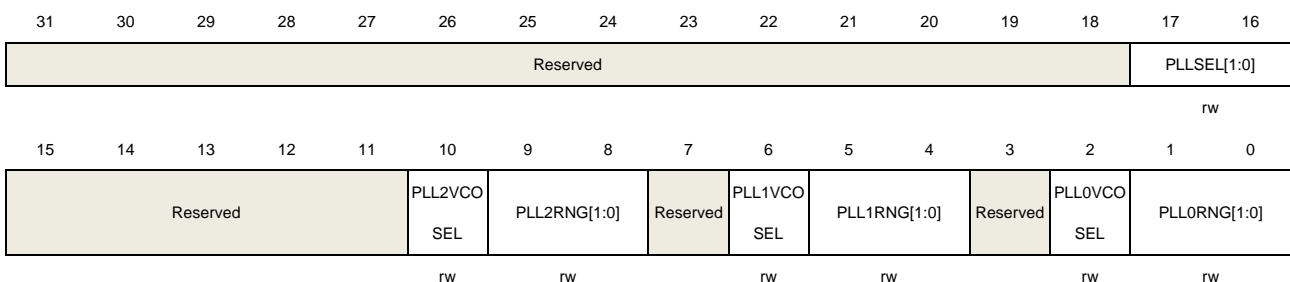 31 30 29 28 27 26 25 24 23 22 21 20 19 18 17 16
Reserved PLLSEL[1:0]
rw
15 14 13 12 11 10 9 8 7 6 5 4 3 2 1 0
Reserved PLL2VCO SEL PLL2RNG[1:0] Reserved PLL1VCO SEL PLL1RNG[1:0] Reserved PLL0VCO SEL PLL0RNG[1:0]
rw rw rw rw rw rw